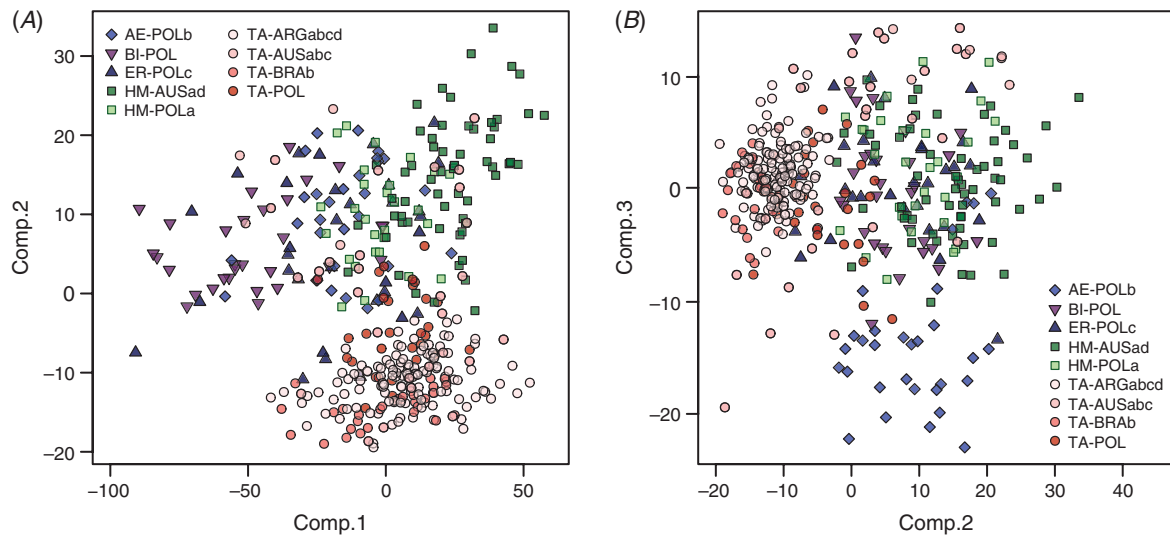 (A)
AE-POLb
BI-POL
ER-POLc
HM-AUSad
HM-POLa
TA-ARGabcd
TA-AUSabc
TA-BRAb
TA-POL
30
20
10
0
−10
−20
Comp.2
−100
−50
0
50
Comp.1
(B)
10
0
−10
−20
Comp.3
AE-POLb
BI-POL
ER-POLc
HM-AUSad
HM-POLa
TA-ARGabcd
TA-AUSabc
TA-BRAb
TA-POL
−20
−10
0
10
20
30
40
Comp.2